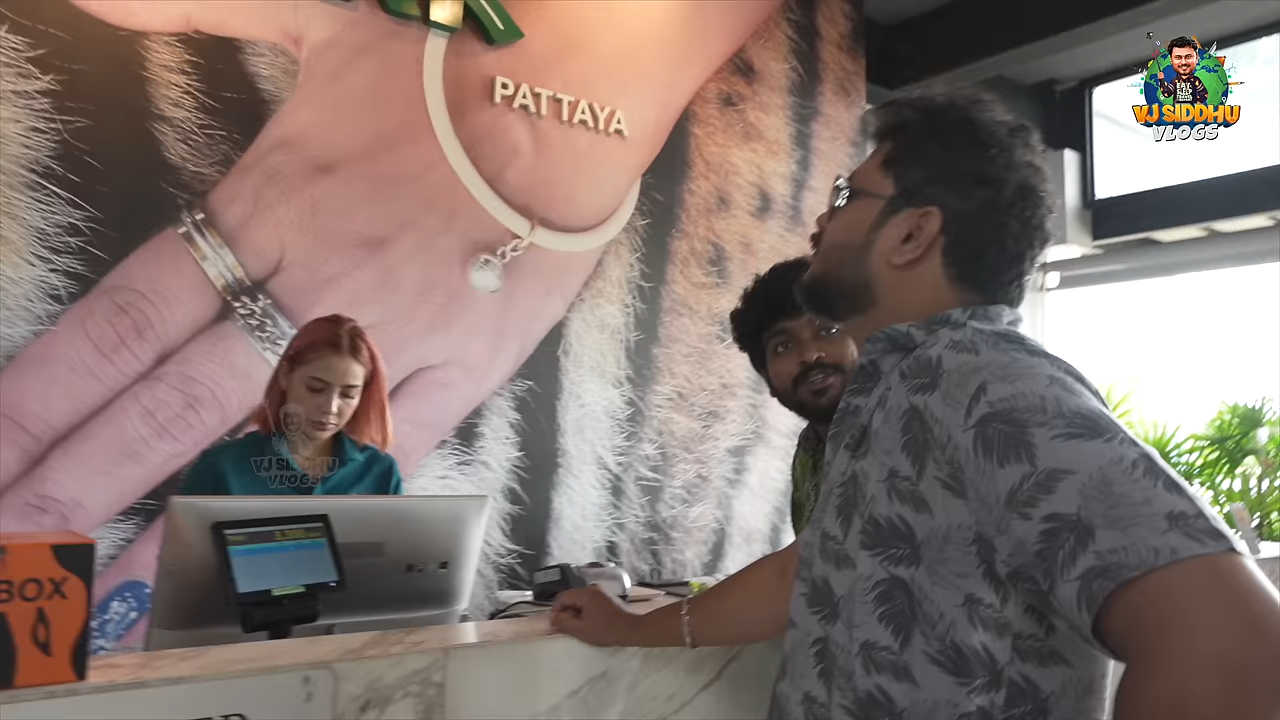 PATTAYA
VJ SIDDHU
VLOGS
VJ SIDDHU
VLOGS
BOX